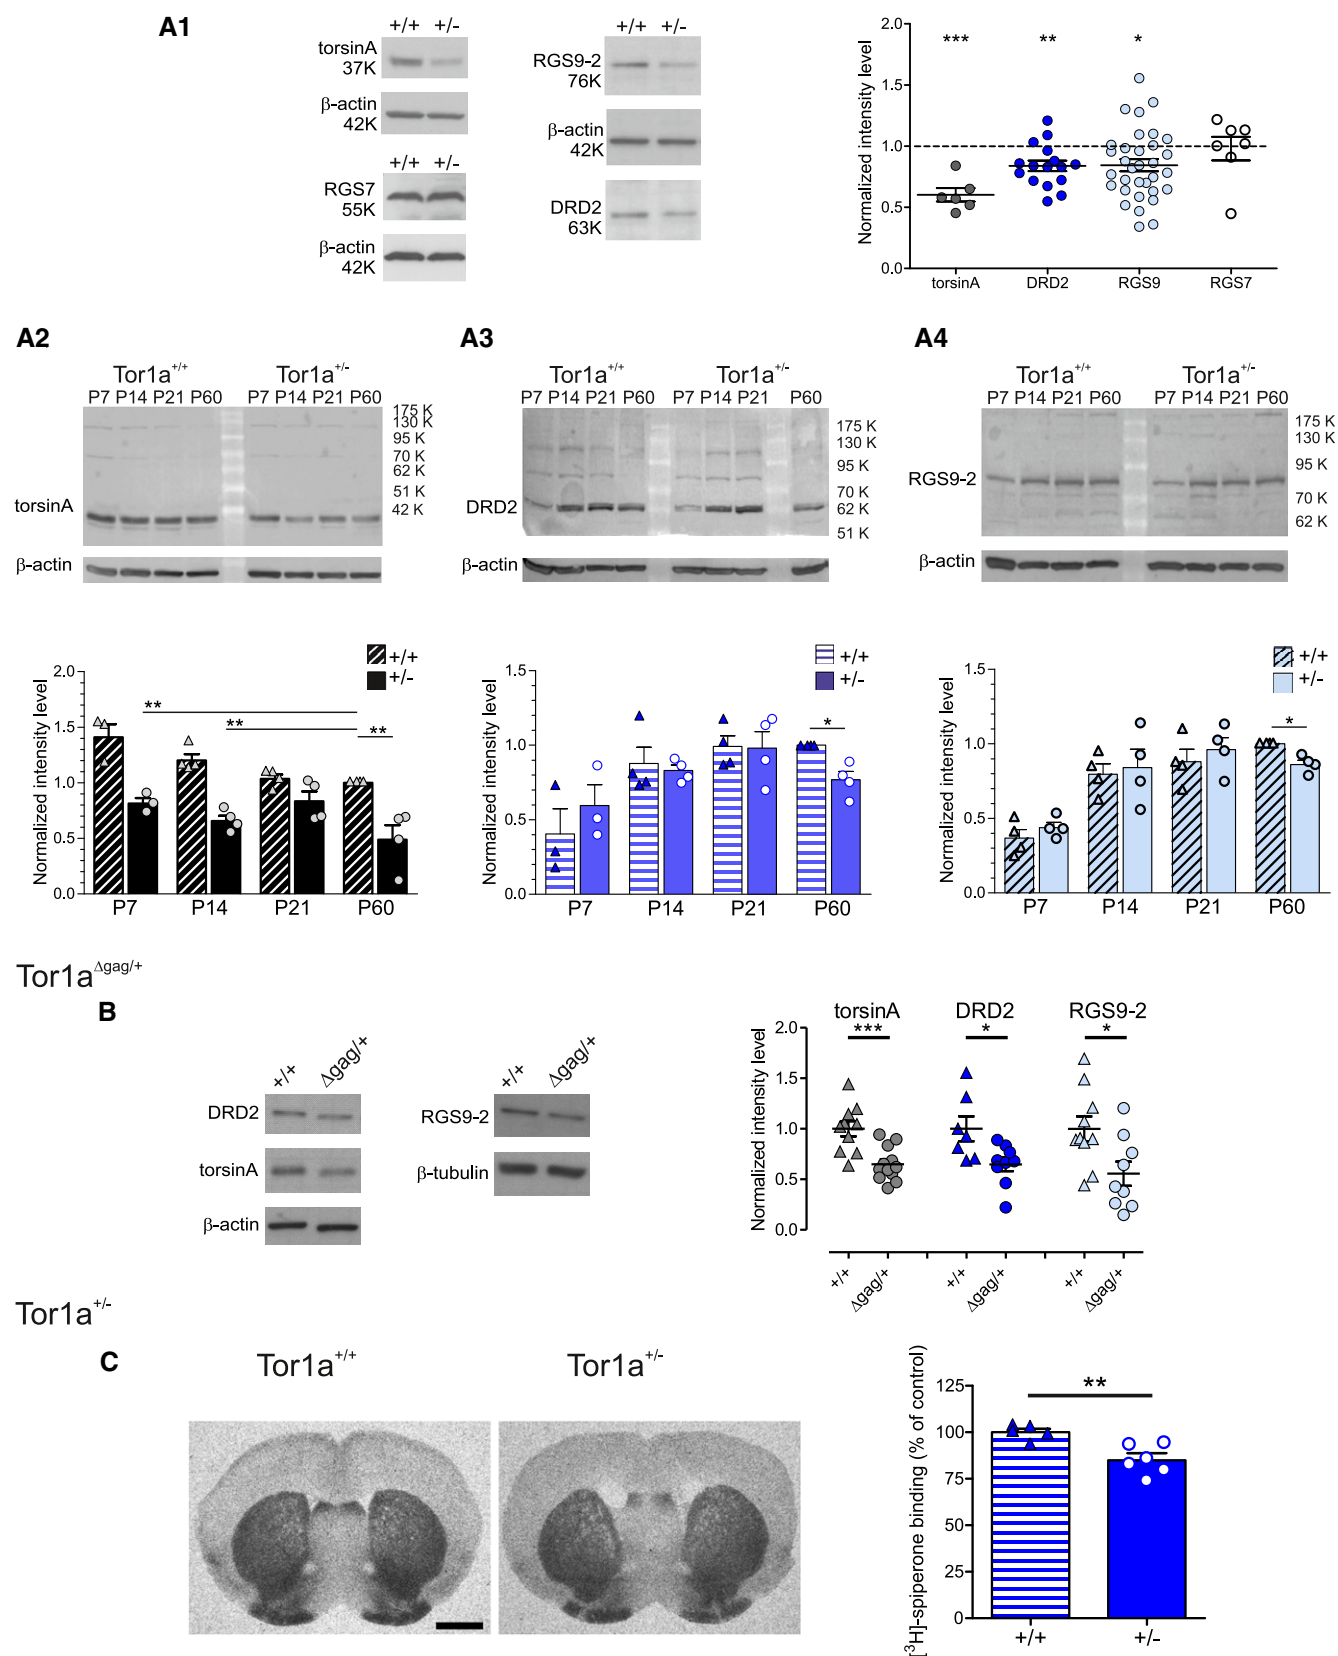 A1
+/+ +/-
torsinA
37K
β-actin
42K
+/+ +/-
RGS7
55K
β-actin
42K
+/+ +/-
RGS9-2
76K
β-actin
42K
DRD2
63K
Normalized intensity level
2.0
1.5
1.0
0.5
0.0
*** ** *
torsinA DRD2 RGS9 RGS7
A2
Tor1a+/+ Tor1a+/-
P7 P14 P21 P60 P7 P14 P21 P60
175 K
130 K
95 K
70 K
62 K
51 K
42 K
torsinA
β-actin
A3
Tor1a+/+ Tor1a+/-
P7 P14 P21 P60 P7 P14 P21 P60
175 K
130 K
95 K
70 K
62 K
51 K
DRD2
β-actin
A4
Tor1a+/+ Tor1a+/-
P7 P14 P21 P60 P7 P14 P21 P60
175 K
130 K
95 K
70 K
62 K
RGS9-2
β-actin
Normalized intensity level
2.0
1.5
1.0
0.5
0.0
+/+
+/-
**
**
**
P7 P14 P21 P60
Normalized intensity level
1.5
1.0
0.5
0.0
+/+
+/-
*
P7 P14 P21 P60
Normalized intensity level
1.5
1.0
0.5
0.0
+/+
+/-
*
P7 P14 P21 P60
Tor1aΔgag/+
B
+/+ Δgag/+
DRD2
torsinA
β-actin
+/+ Δgag/+
RGS9-2
β-tubulin
torsinA DRD2 RGS9-2
*** * *
Normalized intensity level
2.0
1.5
1.0
0.5
0.0
+/+ Δgag/+ +/+ Δgag/+ +/+ Δgag/+
Tor1a+/-
C
Tor1a+/+ Tor1a+/-
[3H]-spiperone binding (% of control)
125
100
75
50
25
0
**
+/+ +/-